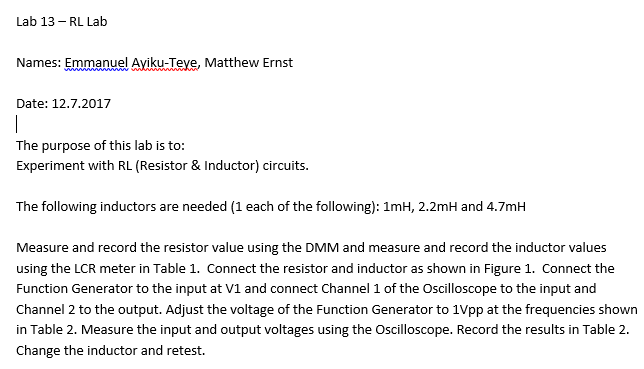 Lab 13 – RL Lab
Names: Emmanuel Ayiku-Teye, Matthew Ernst
Date: 12.7.2017
The purpose of this lab is to:
Experiment with RL (Resistor & Inductor) circuits.
The following inductors are needed (1 each of the following): 1mH, 2.2mH and 4.7mH
Measure and record the resistor value using the DMM and measure and record the inductor values
using the LCR meter in Table 1.  Connect the resistor and inductor as shown in Figure 1.  Connect the
Function Generator to the input at V1 and connect Channel 1 of the Oscilloscope to the input and
Channel 2 to the output. Adjust the voltage of the Function Generator to 1Vpp at the frequencies shown
in Table 2. Measure the input and output voltages using the Oscilloscope. Record the results in Table 2.
Change the inductor and retest.